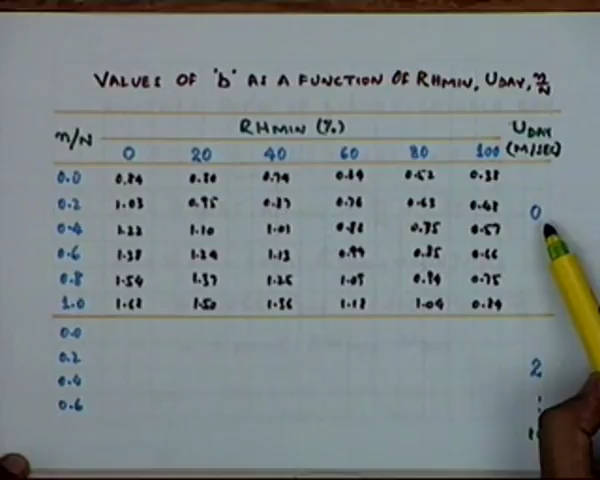 VALUES OF 'b' AS A FUNCTION OF RHMIN, UDAY, n/N
n/N RHMIN (%) UDAY
0 20 40 60 80 100 (M/SEC)
0.0 0.84 0.80 0.74 0.64 0.52 0.38
0.2 1.03 0.95 0.87 0.76 0.63 0.48 0
0.4 1.22 1.10 1.01 0.88 0.75 0.57
0.6 1.38 1.24 1.13 0.99 0.85 0.66
0.8 1.54 1.37 1.25 1.09 0.94 0.75
1.0 1.68 1.50 1.36 1.18 1.04 0.84
0.0
0.2 2
0.4
0.6